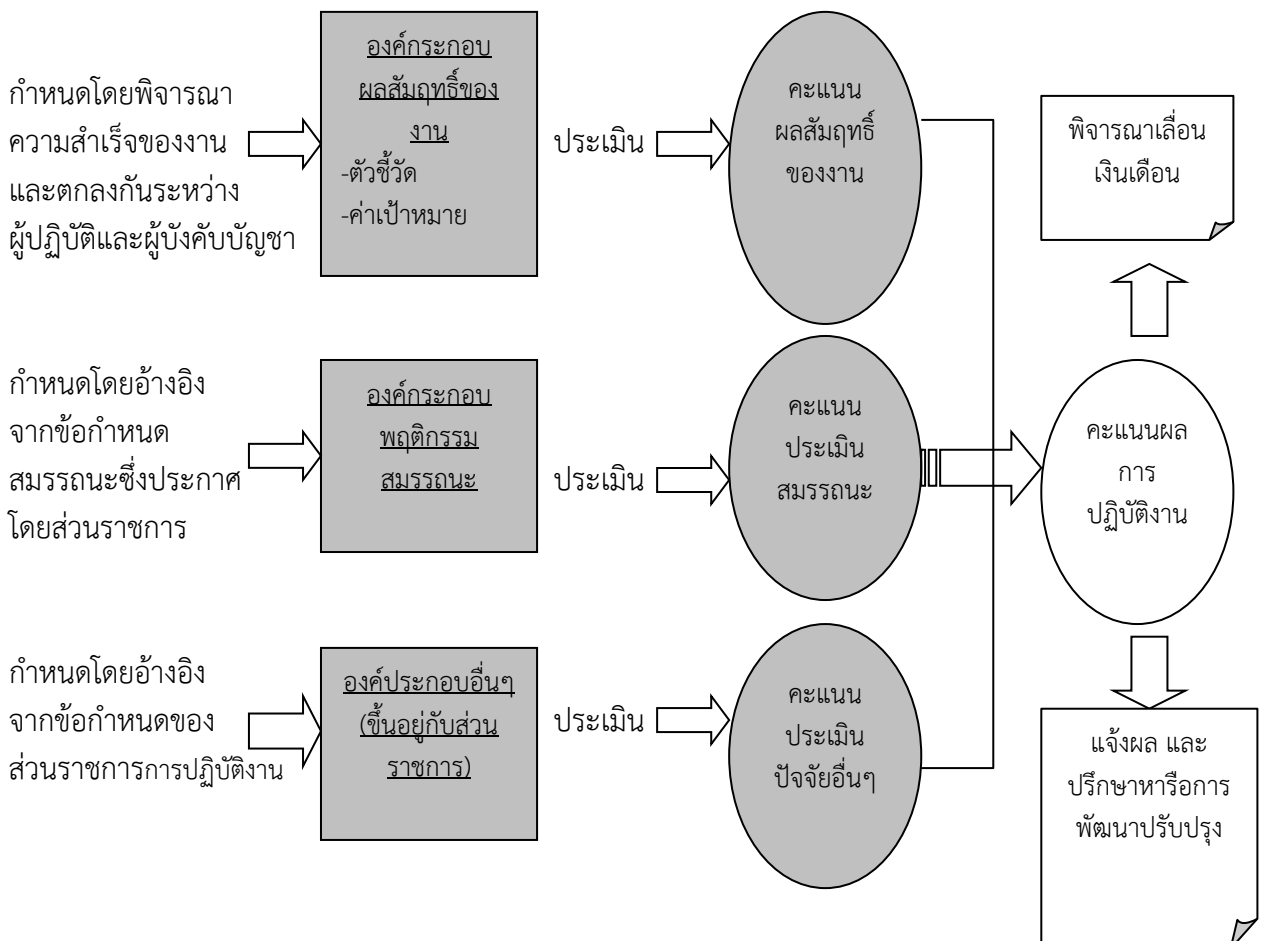 กำหนดโดยพิจารณา
ความสำเร็จของงาน
และตกลงกันระหว่าง
ผู้ปฏิบัติและผู้บังคับบัญชา
องค์กระกอบ
ผลสัมฤทธิ์ของ
งาน
-ตัวชี้วัด
-ค่าเป้าหมาย
ประเมิน
คะแนน
ผลสัมฤทธิ์
ของงาน
พิจารณาเลื่อน
เงินเดือน
กำหนดโดยอ้างอิง
จากข้อกำหนด
สมรรถนะซึ่งประกาศ
โดยส่วนราชการ
องค์กระกอบ
พฤติกรรม
สมรรถนะ
ประเมิน
คะแนน
ประเมิน
สมรรถนะ
คะแนนผล
การ
ปฏิบัติงาน
กำหนดโดยอ้างอิง
จากข้อกำหนดของ
ส่วนราชการการปฏิบัติงาน
องค์ประกอบอื่นๆ
(ขึ้นอยู่กับส่วน
ราชการ)
ประเมิน
คะแนน
ประเมิน
ปัจจัยอื่นๆ
แจ้งผล และ
ปรึกษาหารือการ
พัฒนาปรับปรุง